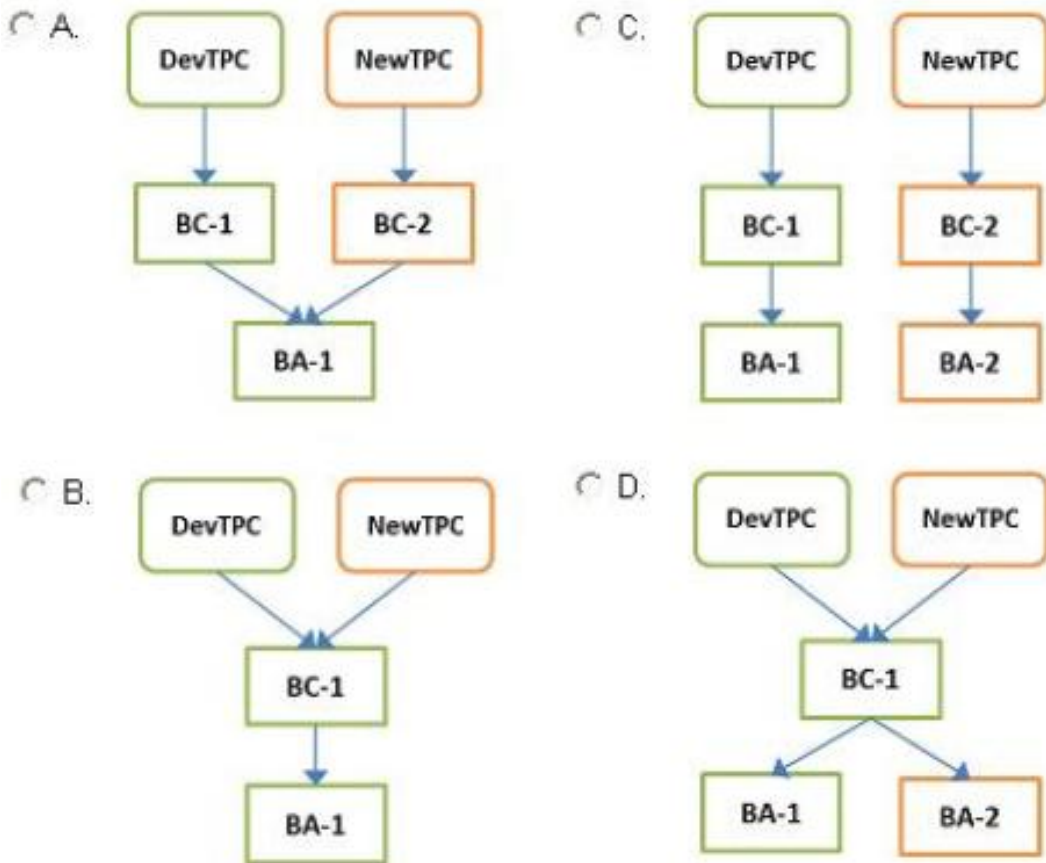 A.
DevTPC NewTPC
BC-1 BC-2
BA-1
C.
DevTPC NewTPC
BC-1 BC-2
BA-1 BA-2
B.
DevTPC NewTPC
BC-1
BA-1
D.
DevTPC NewTPC
BC-1
BA-1 BA-2